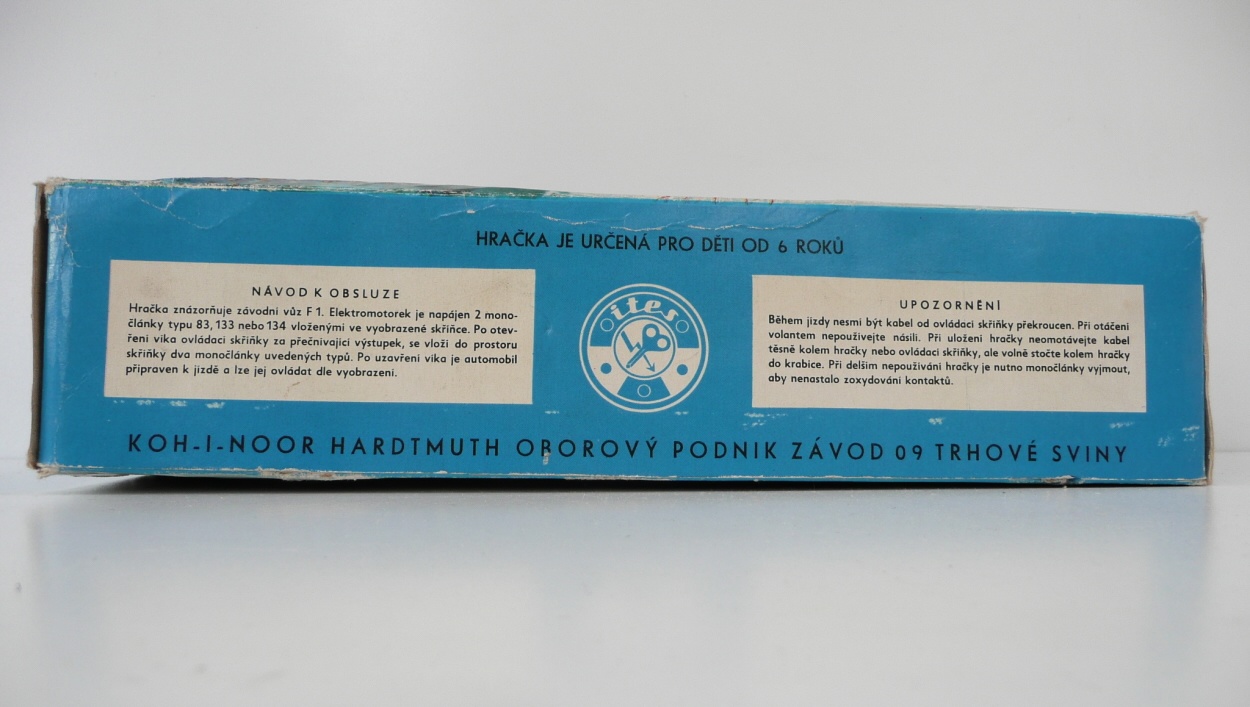 HRAČKA JE URČENÁ PRO DĚTI OD 6 ROKŮ
NÁVOD K OBSLUZE
Hračka znázorňuje závodní vůz F 1. Elektromotorek je napájen 2 mono-
články typu 83, 133 nebo 134 vloženými ve vyobrazené skříňce. Po otev-
ření víka ovládací skříňky za přečnívající výstupek, se vloží do prostoru
skříňky dva monočlánky uvedených typů. Po uzavření víka je automobil
připraven k jízdě a lze jej ovládat dle vyobrazení.
ites
UPOZORNĚNÍ
Během jízdy nesmí být kabel od ovládací skříňky překroucen. Při otáčení
volantem nepoužívejte násilí. Při uložení hračky neomotávejte kabel
těsně kolem hračky nebo ovládací skříňky, ale volně stočte kolem hračky
do krabice. Při delším nepoužívání hračky je nutno monočlánky vyjmout,
aby nenastalo zoxydování kontaktů.
KOH-I-NOOR HARDTMUTH OBOROVÝ PODNIK ZÁVOD 09 TRHOVÉ SVINY